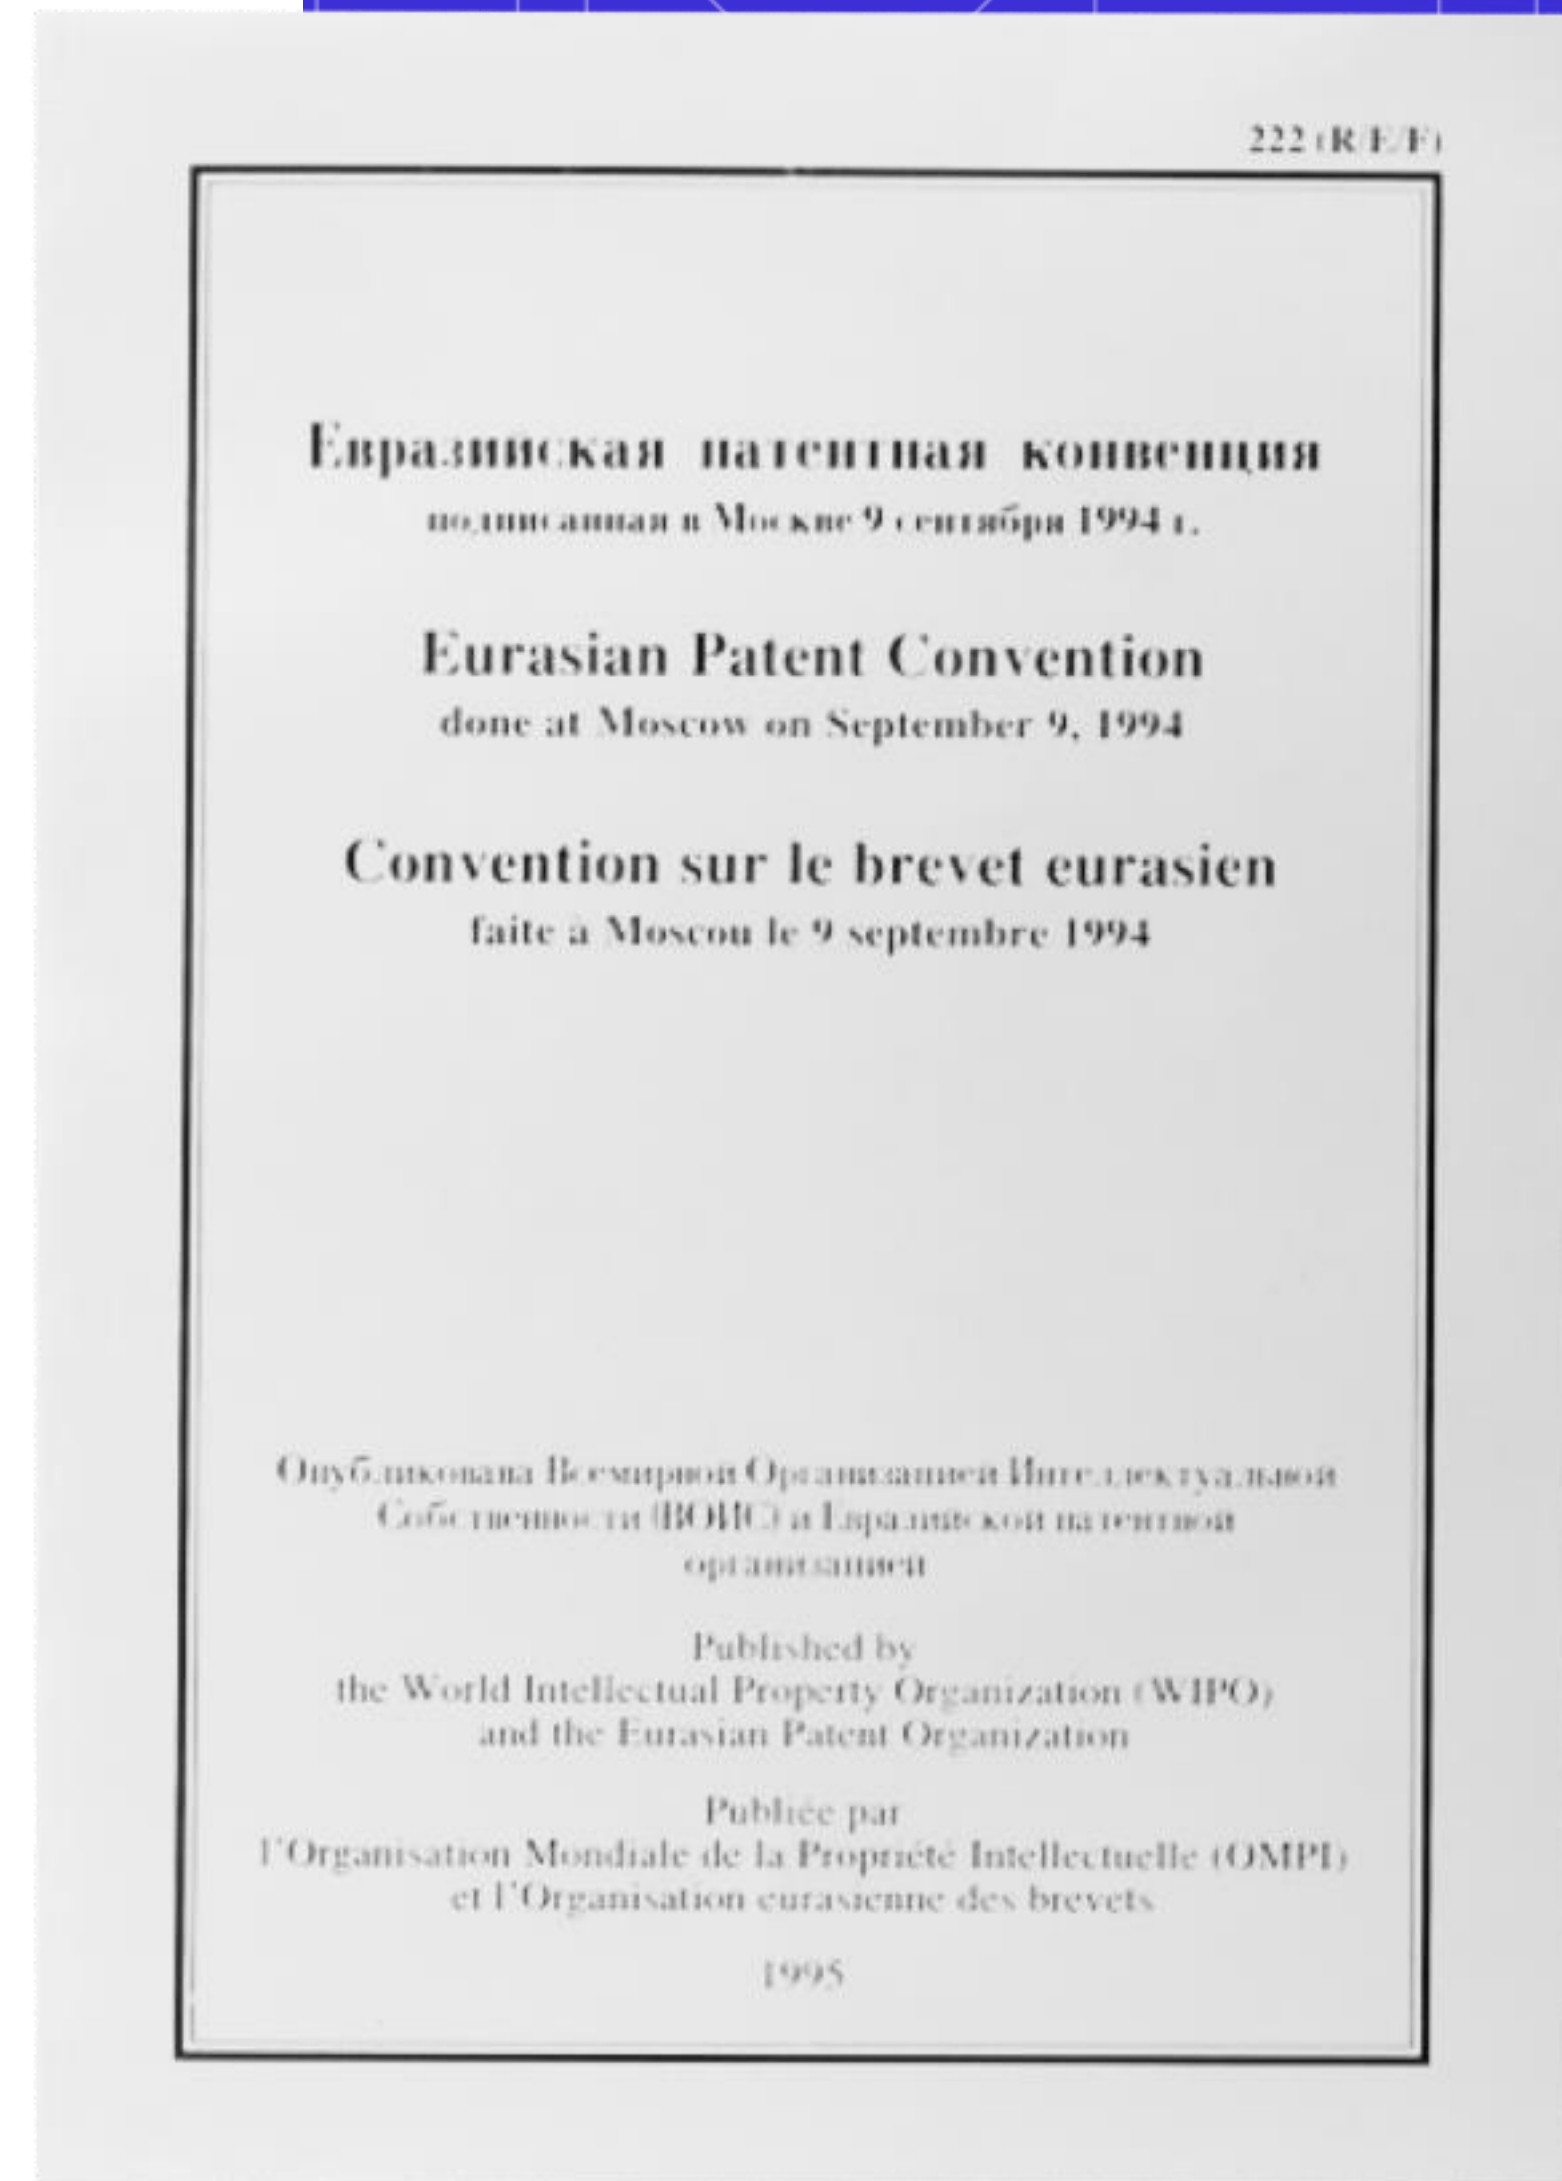 222 (R/E/F)
Евразийская патентная конвенция
подписанная в Москве 9 сентября 1994 г.
Eurasian Patent Convention
done at Moscow on September 9, 1994
Convention sur le brevet eurasien
faite à Moscou le 9 septembre 1994
Опубликована Всемирной Организацией Интеллектуальной
Собственности (ВОИС) и Евразийской патентной
организацией
Published by
the World Intellectual Property Organization (WIPO)
and the Eurasian Patent Organization
Publiée par
l'Organisation Mondiale de la Propriété Intellectuelle (OMPI)
et l'Organisation eurasienne des brevets
1995